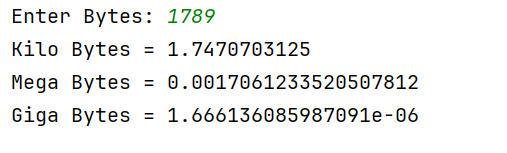 Enter Bytes: 1789
Kilo Bytes = 1.7470703125
Mega Bytes = 0.0017061233520507812
Giga Bytes = 1.666136085987091e-06